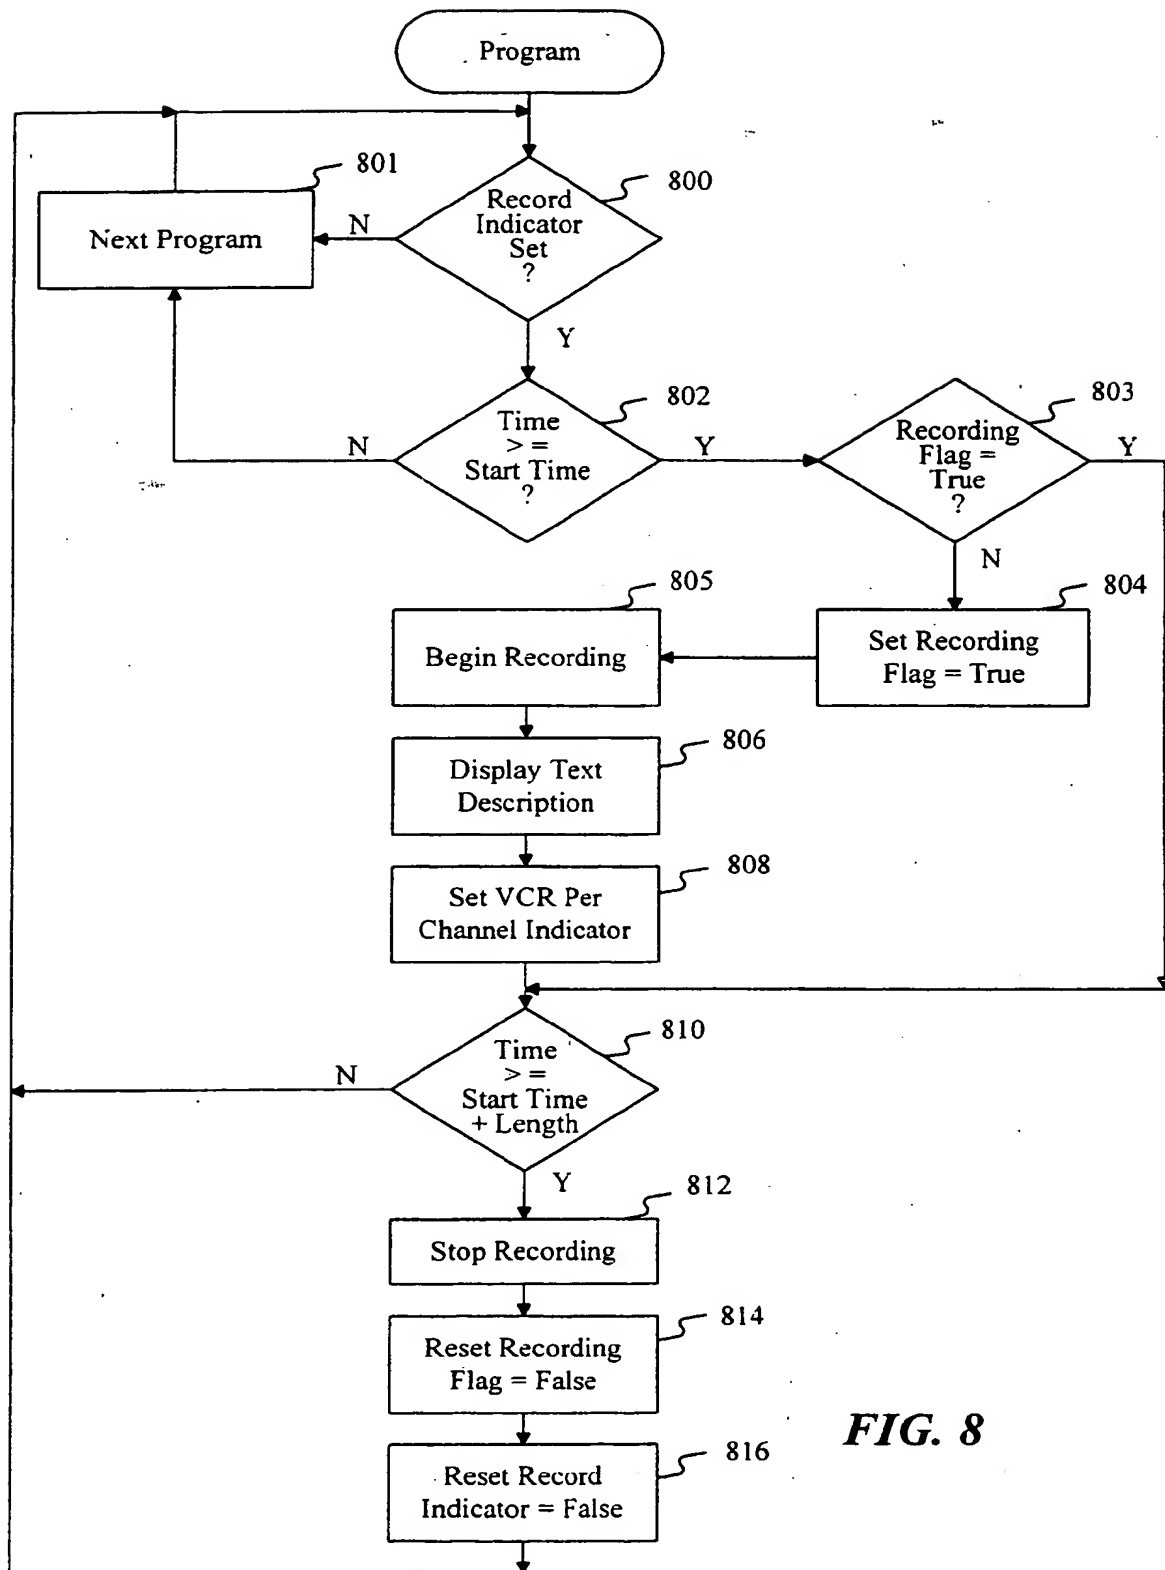 Program
801
800
Next Program
N
Record
Indicator
Set
?
Y
802
803
N
Time
> =
Start Time
?
Y
Recording
Flag =
True
?
Y
N
805
804
Begin Recording
Set Recording
Flag = True
806
Display Text
Description
808
Set VCR Per
Channel Indicator
810
N
Time
> =
Start Time
+ Length
Y
812
Stop Recording
814
Reset Recording
Flag = False
816
Reset Record
Indicator = False
FIG. 8